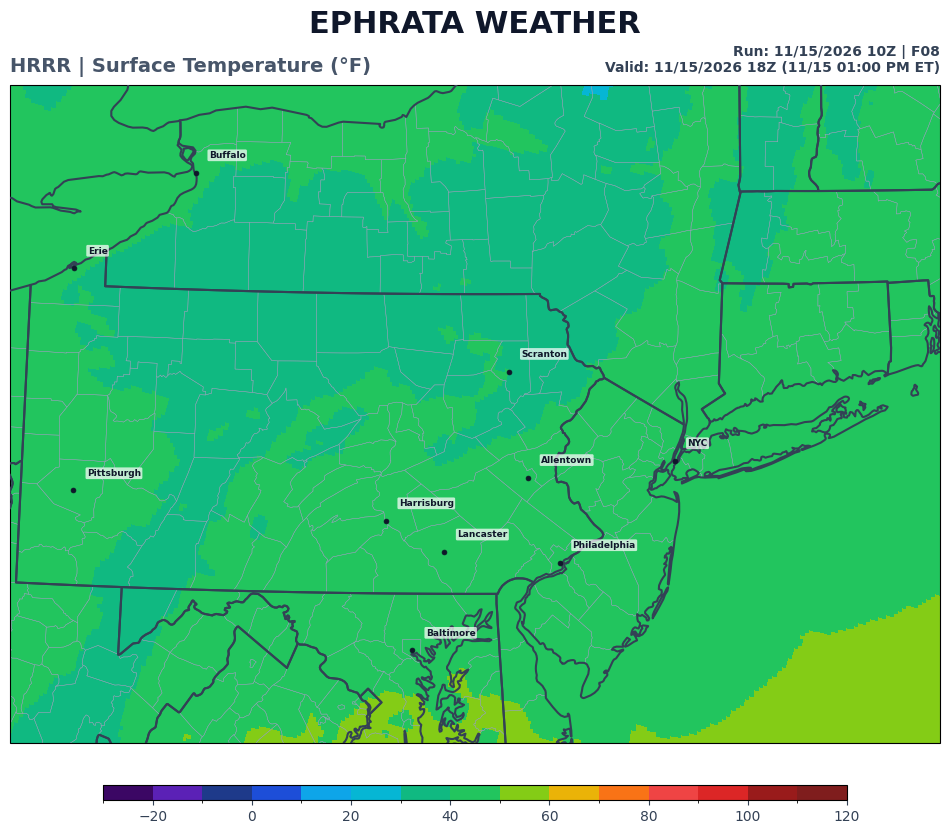 EPHRATA WEATHER
HRRR | Surface Temperature (°F)
Run: 11/15/2026 10Z | F08
Valid: 11/15/2026 18Z (11/15 01:00 PM ET)
Buffalo
Erie
Scranton
NYC
Allentown
Pittsburgh
Harrisburg
Lancaster
Philadelphia
Baltimore
−20 0 20 40 60 80 100 120